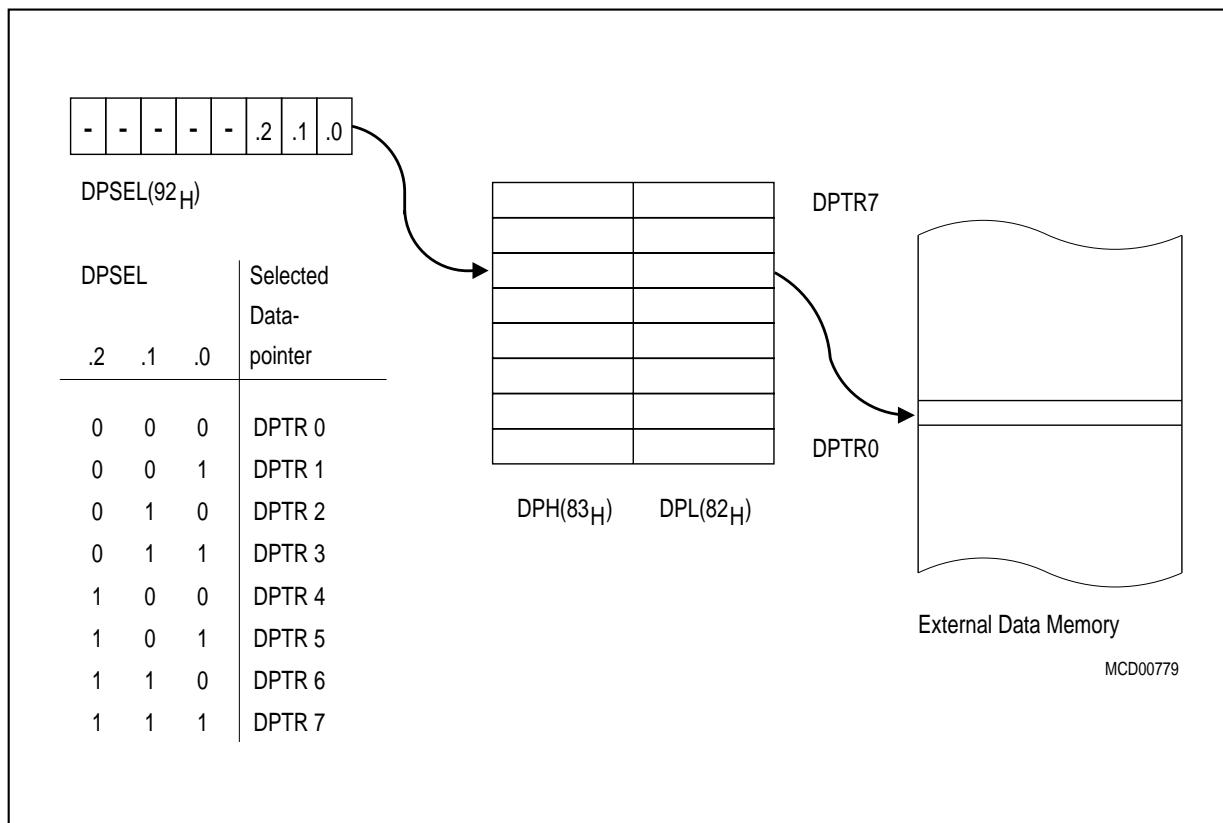 - - - - - .2 .1 .0
DPSEL(92H)
DPSEL Selected
Data-
.2 .1 .0 pointer
0 0 0 DPTR 0
0 0 1 DPTR 1
0 1 0 DPTR 2
0 1 1 DPTR 3
1 0 0 DPTR 4
1 0 1 DPTR 5
1 1 0 DPTR 6
1 1 1 DPTR 7
DPTR7
DPTR0
DPH(83H) DPL(82H)
External Data Memory
MCD00779